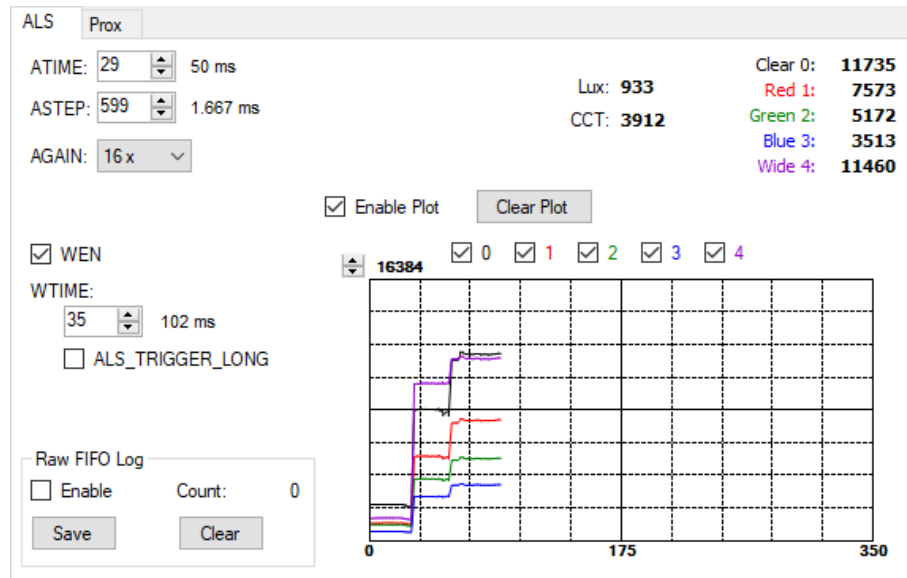 ALS Prox
ATIME: 29 50 ms
ASTEP: 599 1.667 ms
AGAIN: 16 x
Lux: 933
CCT: 3912
Clear 0: 11735
Red 1: 7573
Green 2: 5172
Blue 3: 3513
Wide 4: 11460
Enable Plot Clear Plot
WEN
WTIME:
35 102 ms
ALS_TRIGGER_LONG
0 1 2 3 4
16384
0 175 350
Raw FIFO Log
Enable Count: 0
Save Clear